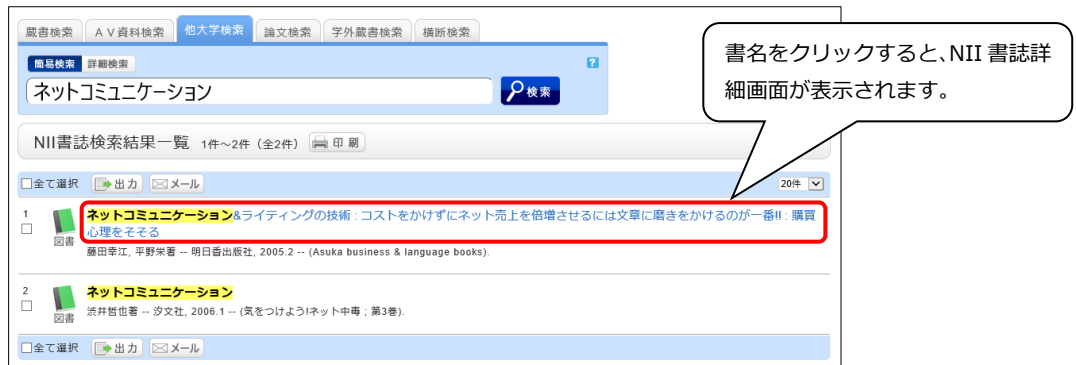 蔵書検索 ＡＶ資料検索 他大学検索 論文検索 学外蔵書検索 横断検索
簡易検索 詳細検索 ?
ネットコミュニケーション 検索
書名をクリックすると、NII 書誌詳
細画面が表示されます。
NII書誌検索結果一覧 1件～2件（全2件） 印刷
全て選択 出力 メール 20件
1
ネットコミュニケーション&ライティングの技術 : コストをかけずにネット売上を倍増させるには文章に磨きをかけるのが一番!! : 購買
心理をそそる
図書
藤田幸江, 平野栄著 -- 明日香出版社, 2005.2 -- (Asuka business & language books).
2
ネットコミュニケーション
図書
渋井哲也著 -- 汐文社, 2006.1 -- (気をつけよう!ネット中毒 ; 第3巻).
全て選択 出力 メール